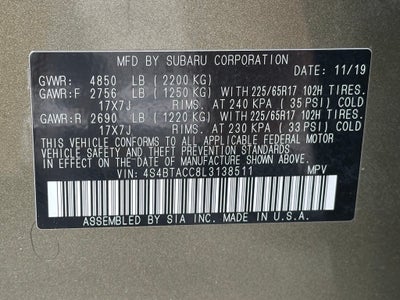 MFD BY SUBARU CORPORATION
GVWR: 4850 LB (2200 KG) DATE 11/19
GAWR:F 2756 LB (1250 KG) WITH 225/65R17 102H TIRES.
17X7J RIMS. AT 240 KPA (35 PSI) COLD
GAWR:R 2690 LB (1220 KG) WITH 225/65R17 102H TIRES.
17X7J RIMS. AT 230 KPA (33 PSI) COLD
THIS VEHICLE CONFORMS TO ALL APPLICABLE FEDERAL MOTOR
VEHICLE SAFETY AND THEFT PREVENTION STANDARDS IN
EFFECT ON THE DATE OF MANUFACTURE SHOWN ABOVE.
VIN: 4S4BTACC8L3138511 MPV
ASSEMBLED BY SIA INC. MADE IN U.S.A.